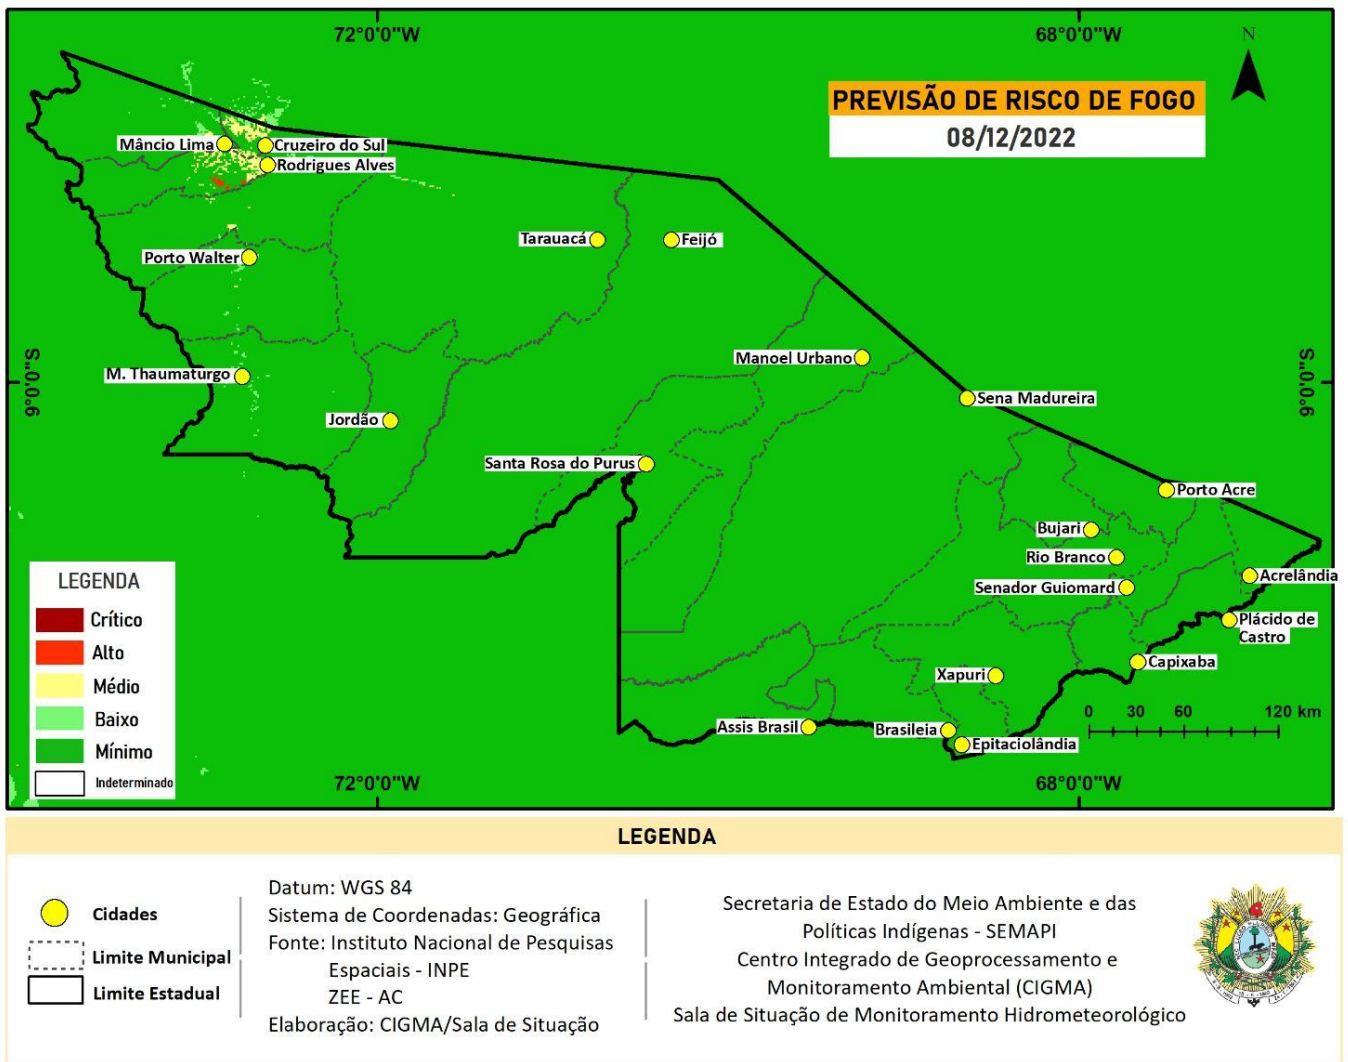 72°0'0"W
68°0'0"W
N
PREVISÃO DE RISCO DE FOGO
08/12/2022
Mâncio Lima
Cruzeiro do Sul
Rodrigues Alves
Tarauacá
Feijó
Porto Walter
Manoel Urbano
9°0'0"S
9°0'0"S
M. Thaumaturgo
Sena Madureira
Jordão
Santa Rosa do Purus
Porto Acre
Bujari
Rio Branco
Acrelândia
Senador Guiomard
Plácido de
Castro
Capixaba
Xapuri
Assis Brasil
Brasileia
Epitaciolândia
0 30 60 120 km
LEGENDA
Crítico
Alto
Médio
Baixo
Mínimo
Indeterminado
72°0'0"W
68°0'0"W
LEGENDA
Cidades
Limite Municipal
Limite Estadual
Datum: WGS 84
Sistema de Coordenadas: Geográfica
Fonte: Instituto Nacional de Pesquisas
Espaciais - INPE
ZEE - AC
Elaboração: CIGMA/Sala de Situação
Secretaria de Estado do Meio Ambiente e das
Políticas Indígenas - SEMAPI
Centro Integrado de Geoprocessamento e
Monitoramento Ambiental (CIGMA)
Sala de Situação de Monitoramento Hidrometeorológico